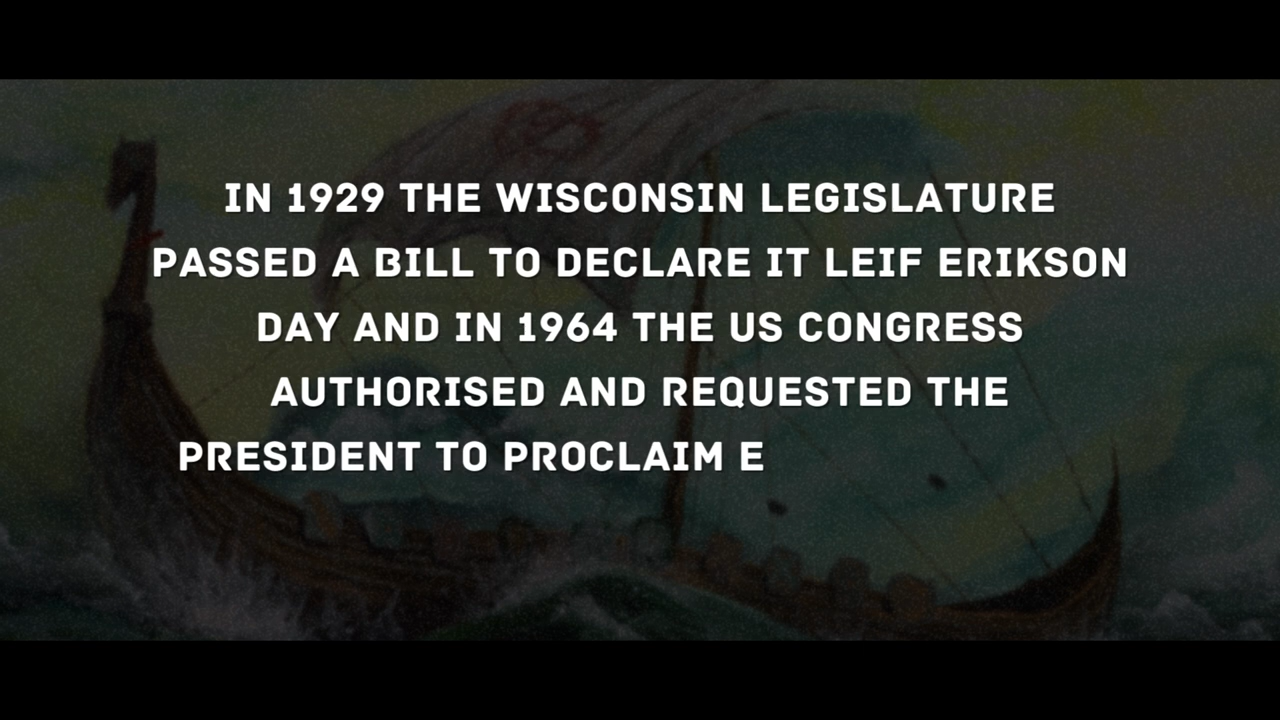 IN 1929 THE WISCONSIN LEGISLATURE
PASSED A BILL TO DECLARE IT LEIF ERIKSON
DAY AND IN 1964 THE US CONGRESS
AUTHORISED AND REQUESTED THE
PRESIDENT TO PROCLAIM E